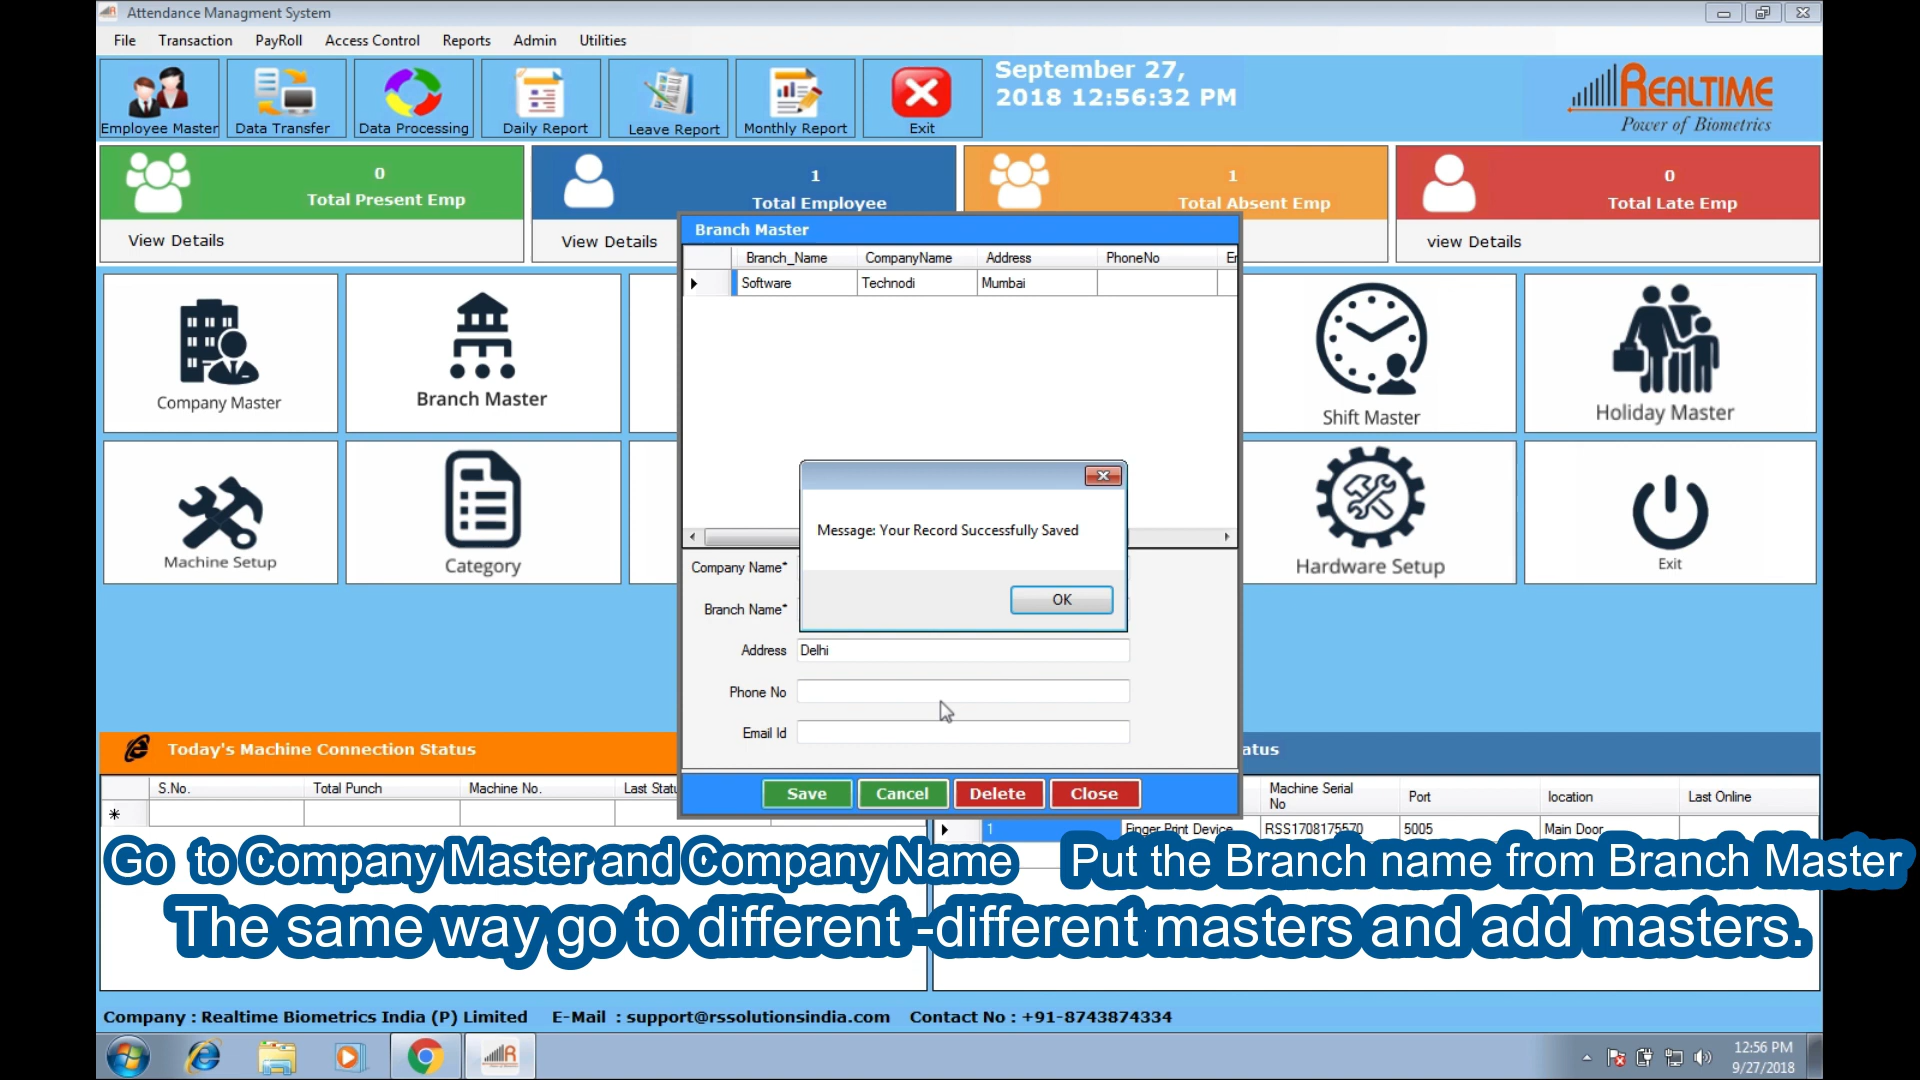 Attendance Managment System
File Transaction PayRoll Access Control Reports Admin Utilities
Employee Master Data Transfer Data Processing Daily Report Leave Report Monthly Report Exit
September 27,
2018 12:56:32 PM
REALTIME
Power of Biometrics
0
Total Present Emp
View Details
1
Total Employee
View Details
1
Total Absent Emp
0
Total Late Emp
view Details
Branch Master
Branch_Name CompanyName Address PhoneNo
Software Technodi Mumbai
Company Master
Branch Master
Shift Master
Holiday Master
Machine Setup
Category
Hardware Setup
Exit
Message: Your Record Successfully Saved
OK
Company Name*
Branch Name*
Address Delhi
Phone No
Email Id
Save Cancel Delete Close
Today's Machine Connection Status
S.No. Total Punch Machine No. Last Statu
*
atus
Machine Serial No Port location Last Online
1 Finger Print Device RSS1708175570 5005 Main Door
Go to Company Master and Company Name Put the Branch name from Branch Master
The same way go to different -different masters and add masters.
Company : Realtime Biometrics India (P) Limited E-Mail : support@rssolutionsindia.com Contact No : +91-8743874334
12:56 PM
9/27/2018